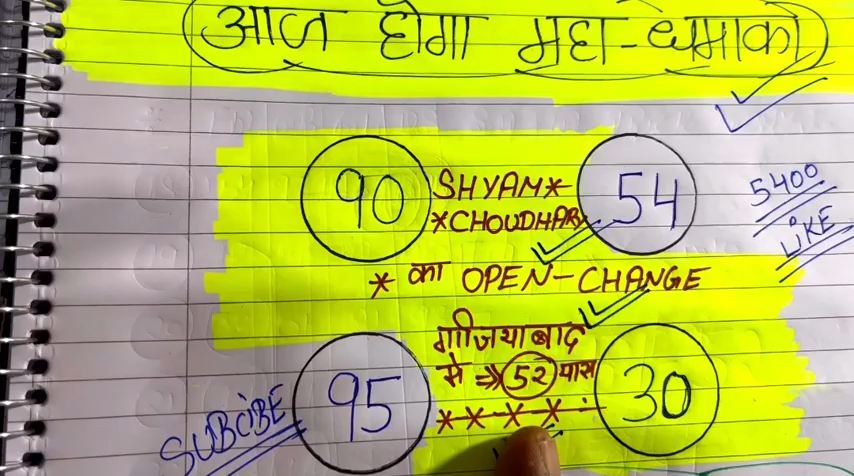 आज होगा महा-धमाका
90 SHYAM* 54
*CHOUDHARY
5400
LIKE
* का OPEN-CHANGE
गाजियाबाद
95 मे => 52 पास 30
* * * *
SUBCIBE